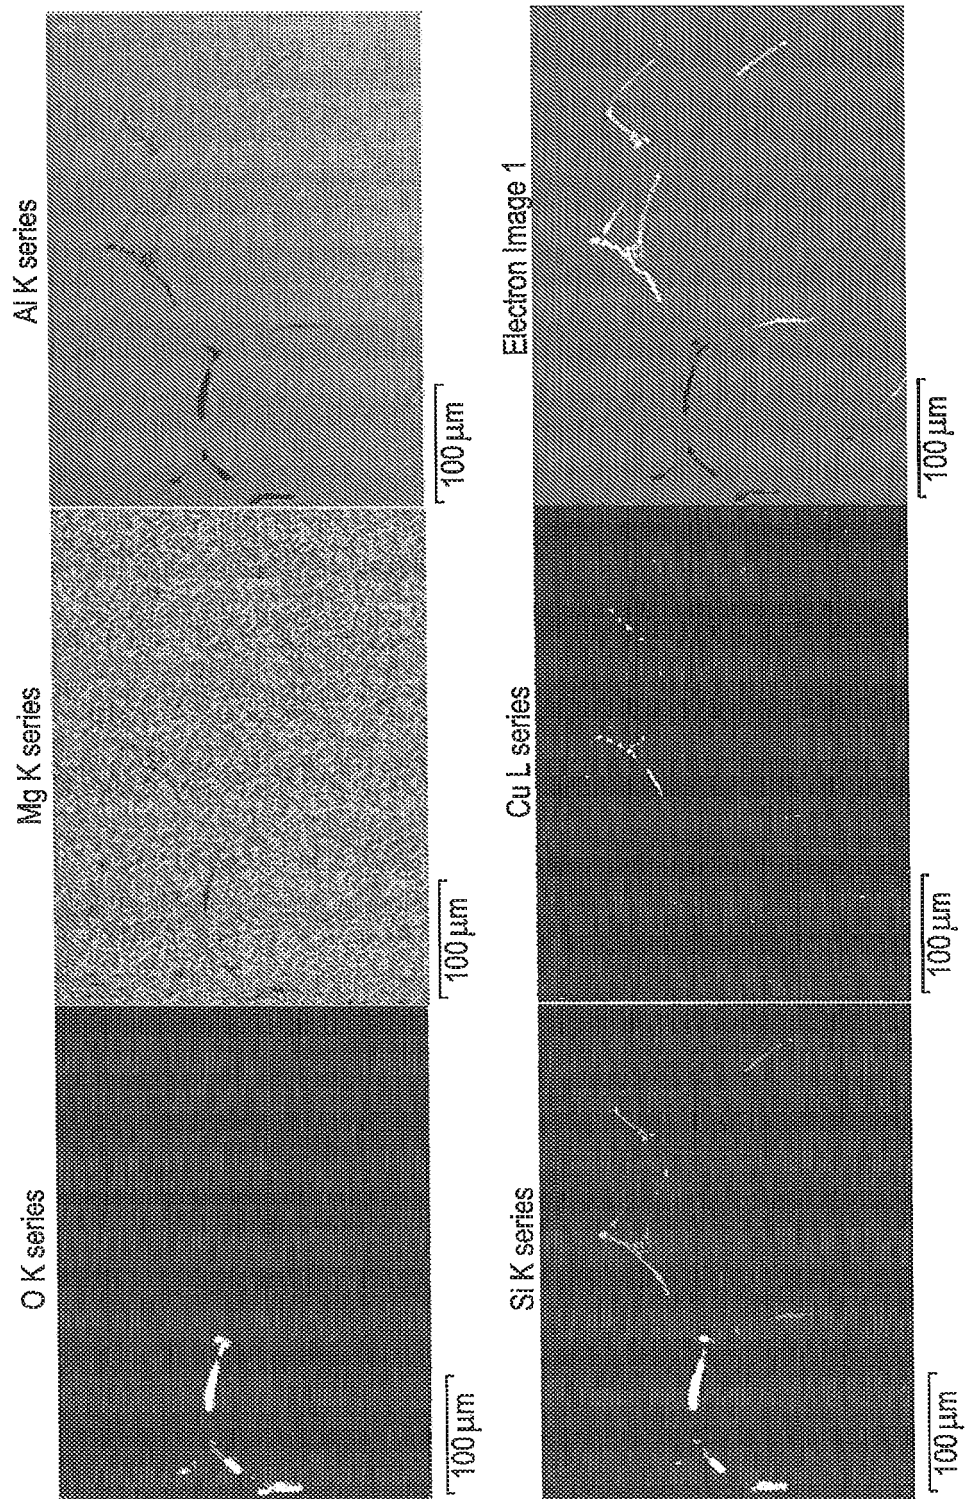 Al K series
100 µm
Electron Image 1
100 µm
Mg K series
100 µm
Cu L series
100 µm
O K series
100 µm
Si K series
100 µm